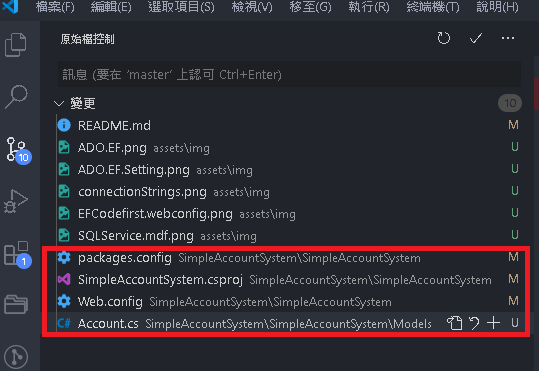 檔案(F) 編輯(E) 選取項目(S) 檢視(V) 移至(G) 執行(R) 終端機(T) 說明(H)
原始檔控制
訊息 (要在 'master' 上認可 Ctrl+Enter)
變更 10
README.md M
ADO.EF.png assets\img U
ADO.EF.Setting.png assets\img U
connectionStrings.png assets\img U
EFCodefirst.webconfig.png assets\img U
SQLService.mdf.png assets\img U
packages.config SimpleAccountSystem\SimpleAccountSystem M
SimpleAccountSystem.csproj SimpleAccountSystem\SimpleAccountSystem M
Web.config SimpleAccountSystem\SimpleAccountSystem M
C# Account.cs SimpleAccountSystem\SimpleAccountSystem\Models U
10
1